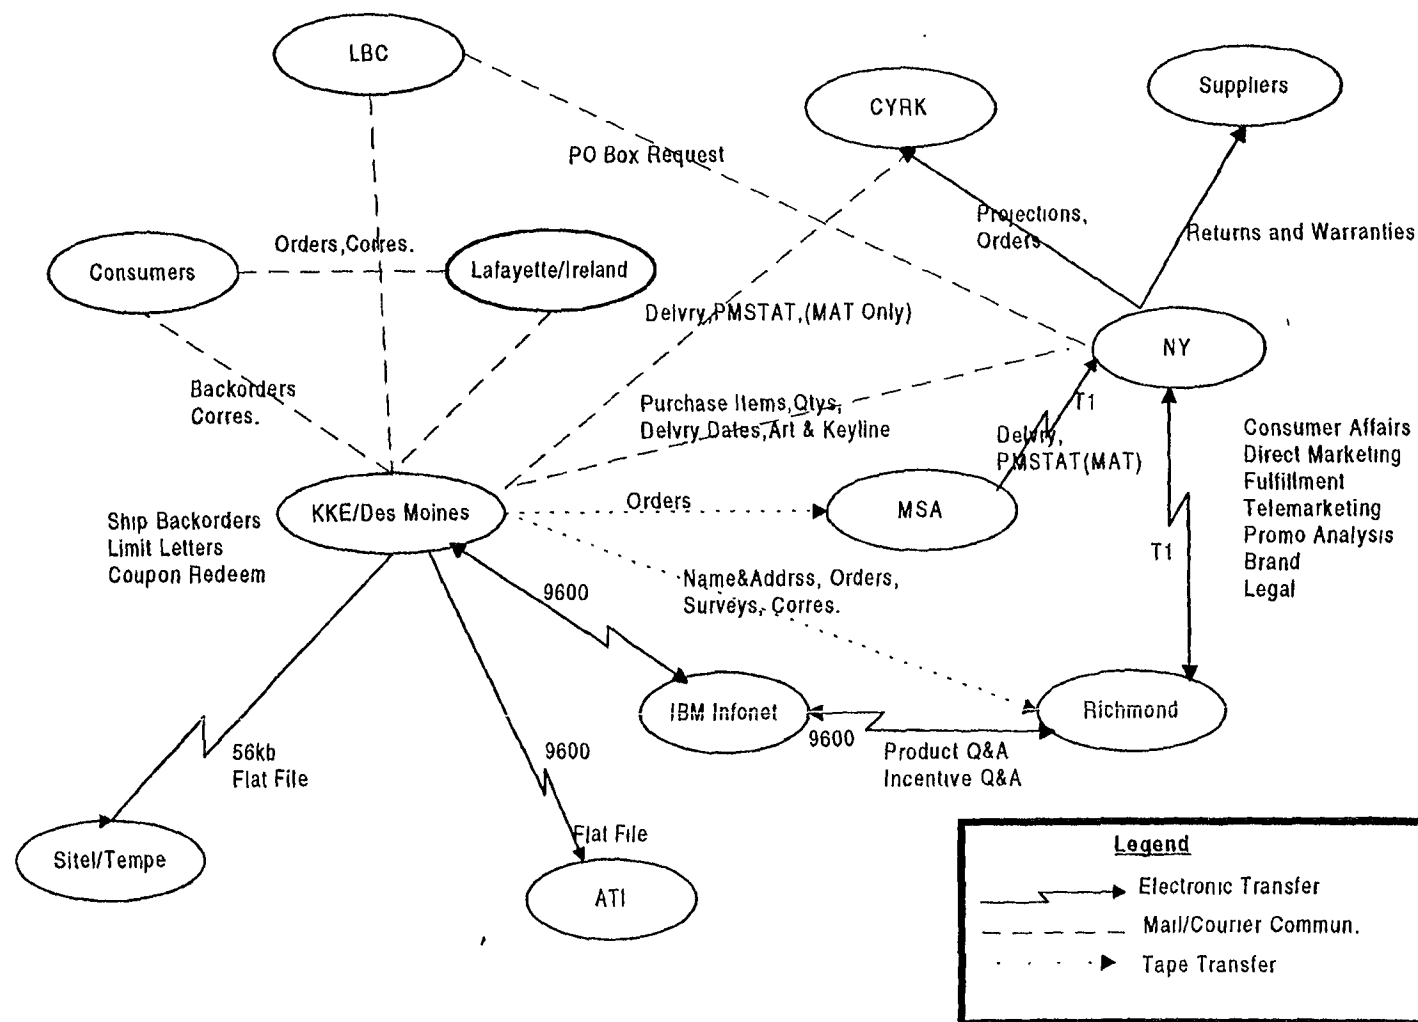 LBC
CYRK
Suppliers
PO Box Request
Projections,
Orders
Returns and Warranties
Orders,Corres.
Consumers
Lafayette/Ireland
Delvry,PMSTAT,(MAT Only)
NY
Backorders
Corres.
Purchase Items,Qtys,
Delvry Dates,Art & Keyline
T1
Delvry,
PMSTAT(MAT)
Consumer Affairs
Direct Marketing
Fulfillment
Telemarketing
Promo Analysis
Brand
Legal
KKE/Des Moines
Orders
MSA
Ship Backorders
Limit Letters
Coupon Redeem
T1
9600
Name&Addrss, Orders,
Surveys, Corres.
IBM Infonet
Richmond
9600
Product Q&A
Incentive Q&A
56kb
Flat File
9600
Flat File
Sitel/Tempe
ATI
Legend
Electronic Transfer
Mail/Courier Commun.
Tape Transfer